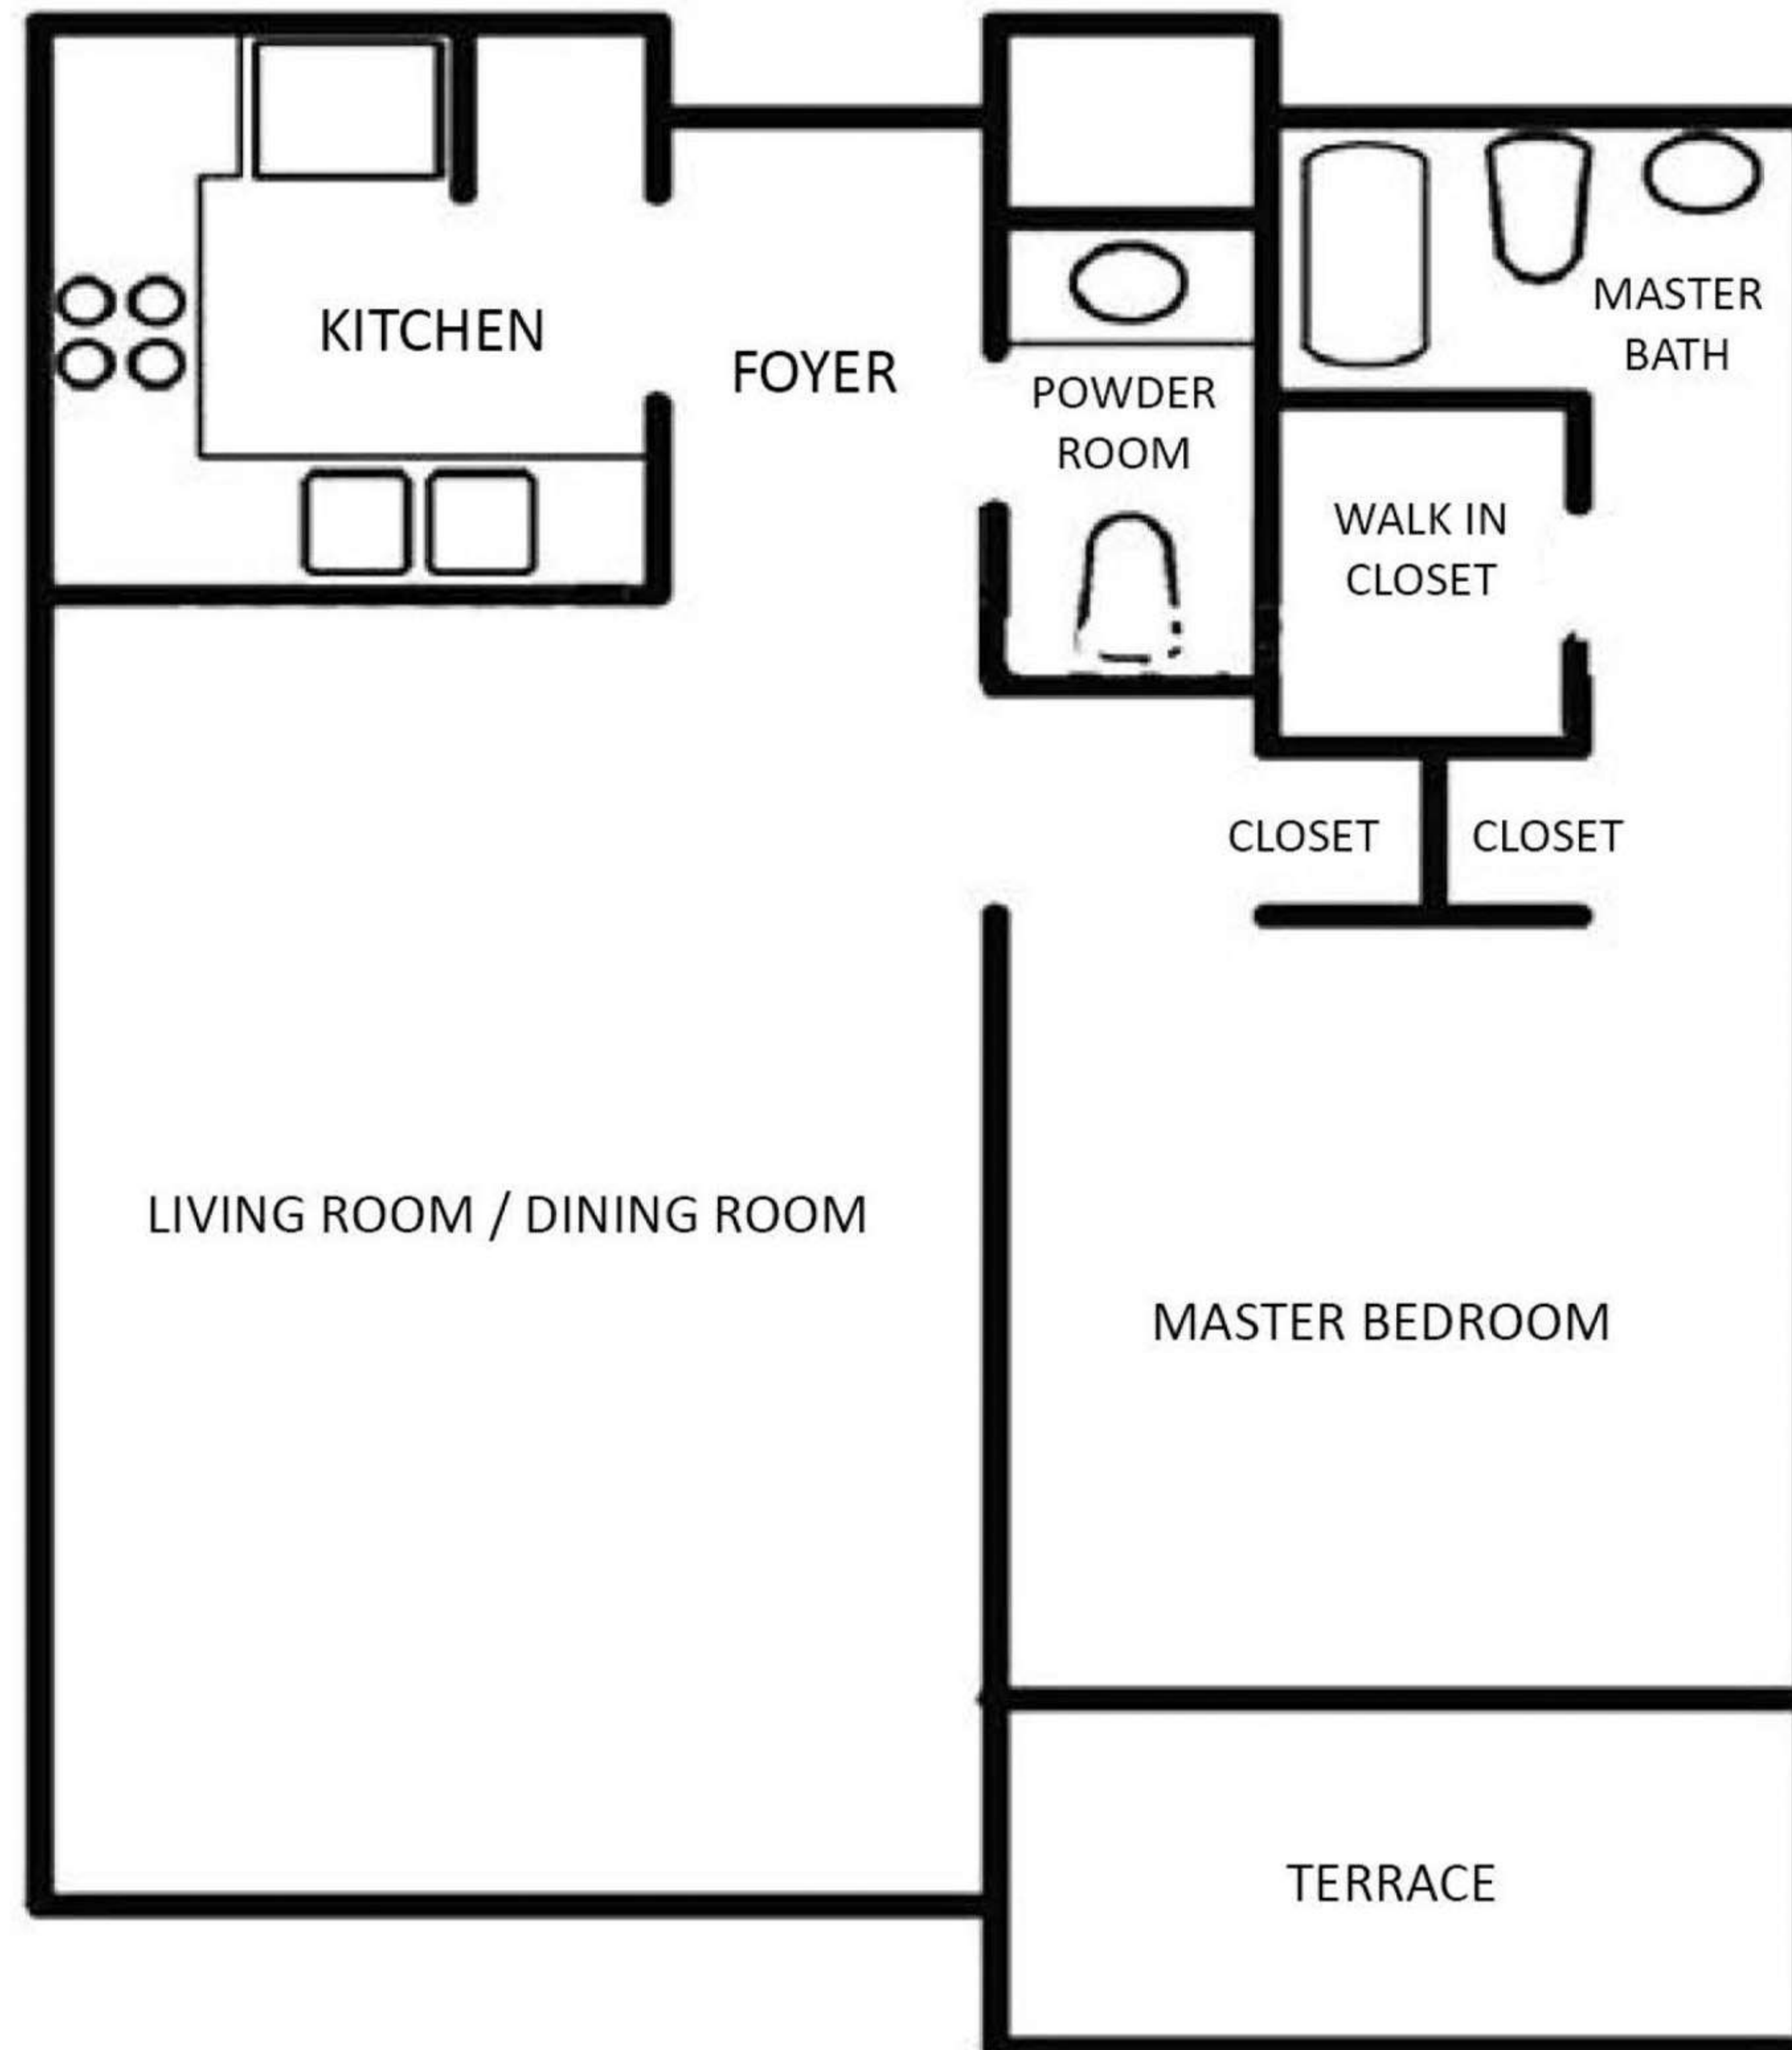 KITCHEN
FOYER
POWDER
ROOM
MASTER
BATH
WALK IN
CLOSET
CLOSET
CLOSET
LIVING ROOM / DINING ROOM
MASTER BEDROOM
TERRACE